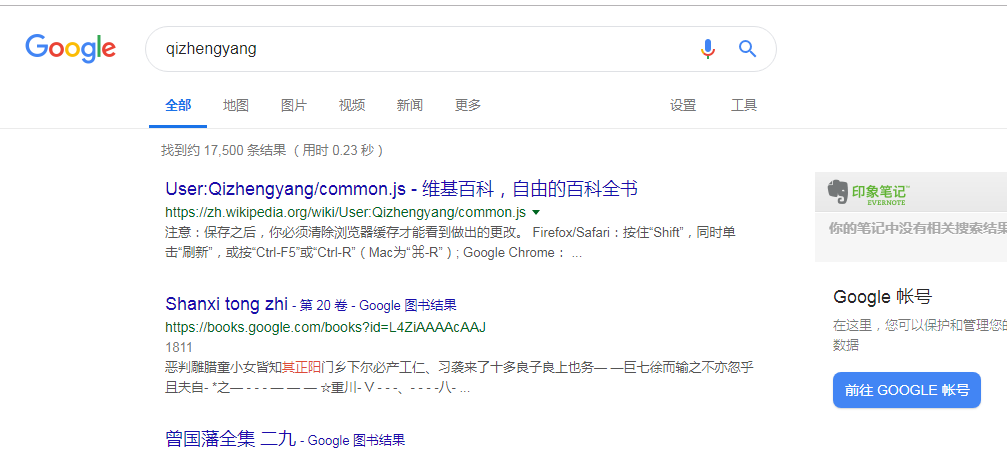 Google
qizhengyang
全部 地图 图片 视频 新闻 更多 设置 工具
找到约 17,500 条结果 （用时 0.23 秒）
User:Qizhengyang/common.js - 维基百科，自由的百科全书
https://zh.wikipedia.org/wiki/User:Qizhengyang/common.js
注意：保存之后，你必须清除浏览器缓存才能看到做出的更改。 Firefox/Safari：按住“Shift”，同时单
击“刷新”，或按“Ctrl-F5”或“Ctrl-R”（Mac为“⌘-R”）; Google Chrome： ...
Shanxi tong zhi - 第 20 卷 - Google 图书结果
https://books.google.com/books?id=L4ZiAAAAcAAJ
1811
恶判雕腊童小女皆知其正阳门乡下尔必产工仁、习袭来了十多良子良上也务— —巨七徐而输之不亦忽乎
且夫自- *之— - - - — — — ☆重川- V - - -、- - - -八- ...
曾国藩全集 二九 - Google 图书结果
印象笔记
EVERNOTE
你的笔记中没有相关搜索结果
Google 帐号
在这里，您可以保护和管理您的
数据
前往 GOOGLE 帐号